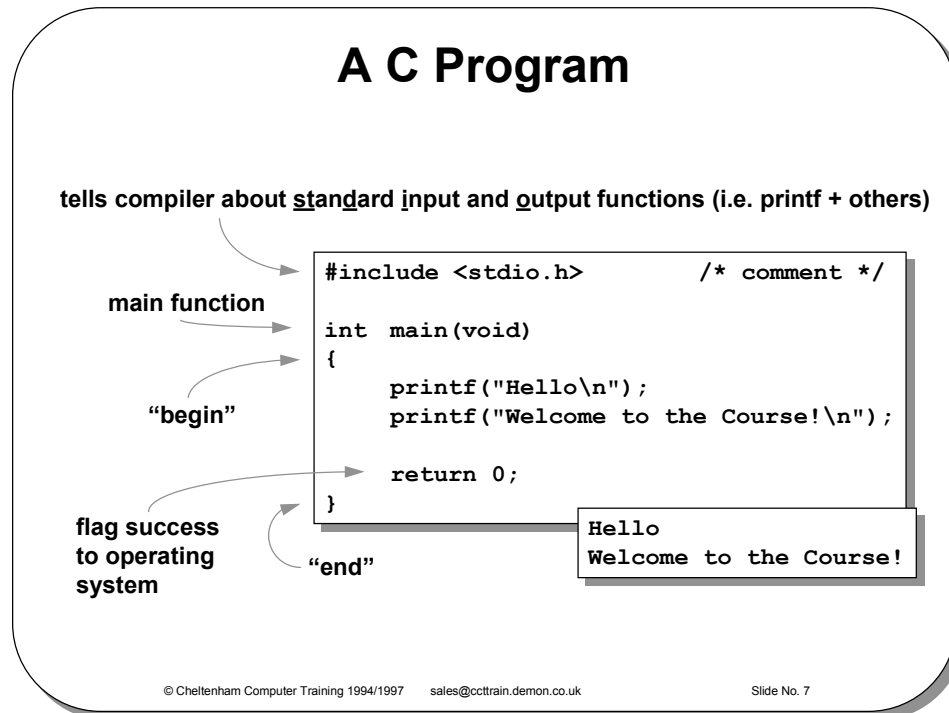 A C Program
tells compiler about standard input and output functions (i.e. printf + others)
#include <stdio.h> /* comment */
main function
int main(void)
{
printf("Hello\n");
“begin”
printf("Welcome to the Course!\n");
return 0;
}
flag success
to operating
system
“end”
Hello
Welcome to the Course!
© Cheltenham Computer Training 1994/1997 sales@ccttrain.demon.co.uk Slide No. 7